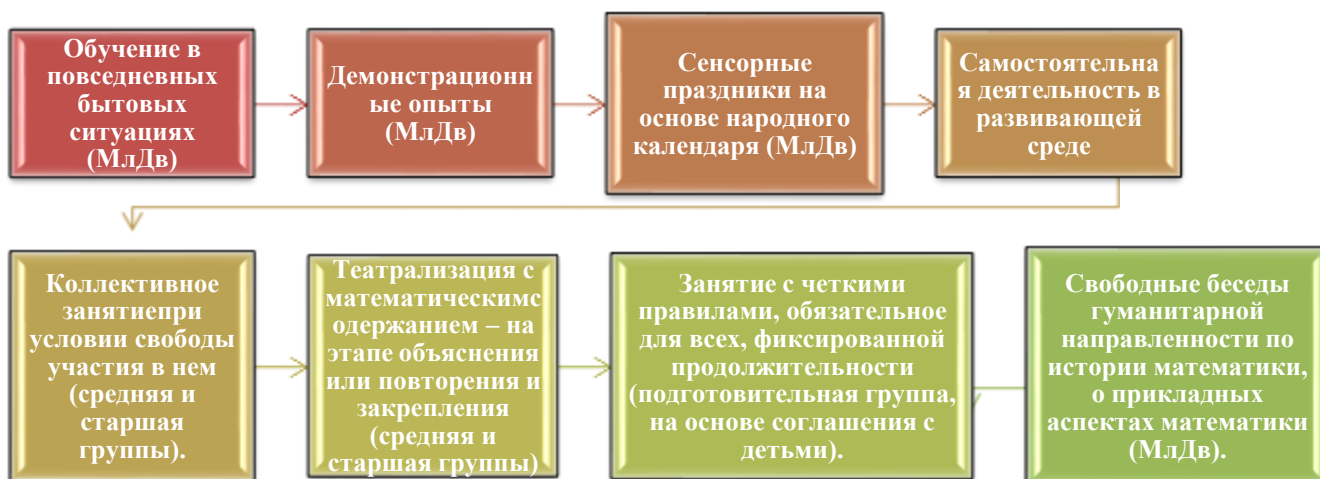 Обучение в
повседневных
бытовых
ситуациях
(МлДв)
Демонстрационн
ые опыты
(МлДв)
Сенсорные
праздники на
основе народного
календаря (МлДв)
Самостоятельна
я деятельность в
развивающей
среде
Коллективное
занятиепри
условии свободы
участия в нем
(средняя и
старшая
группы).
Театрализация с
математическимс
одержанием – на
этапе объяснения
или повторения и
закрепления
(средняя и
старшая группы)
Занятие с четкими
правилами, обязательное
для всех, фиксированной
продолжительности
(подготовительная группа,
на основе соглашения с
детьми).
Свободные беседы
гуманитарной
направленности по
истории математики,
о прикладных
аспектах математики
(МлДв).